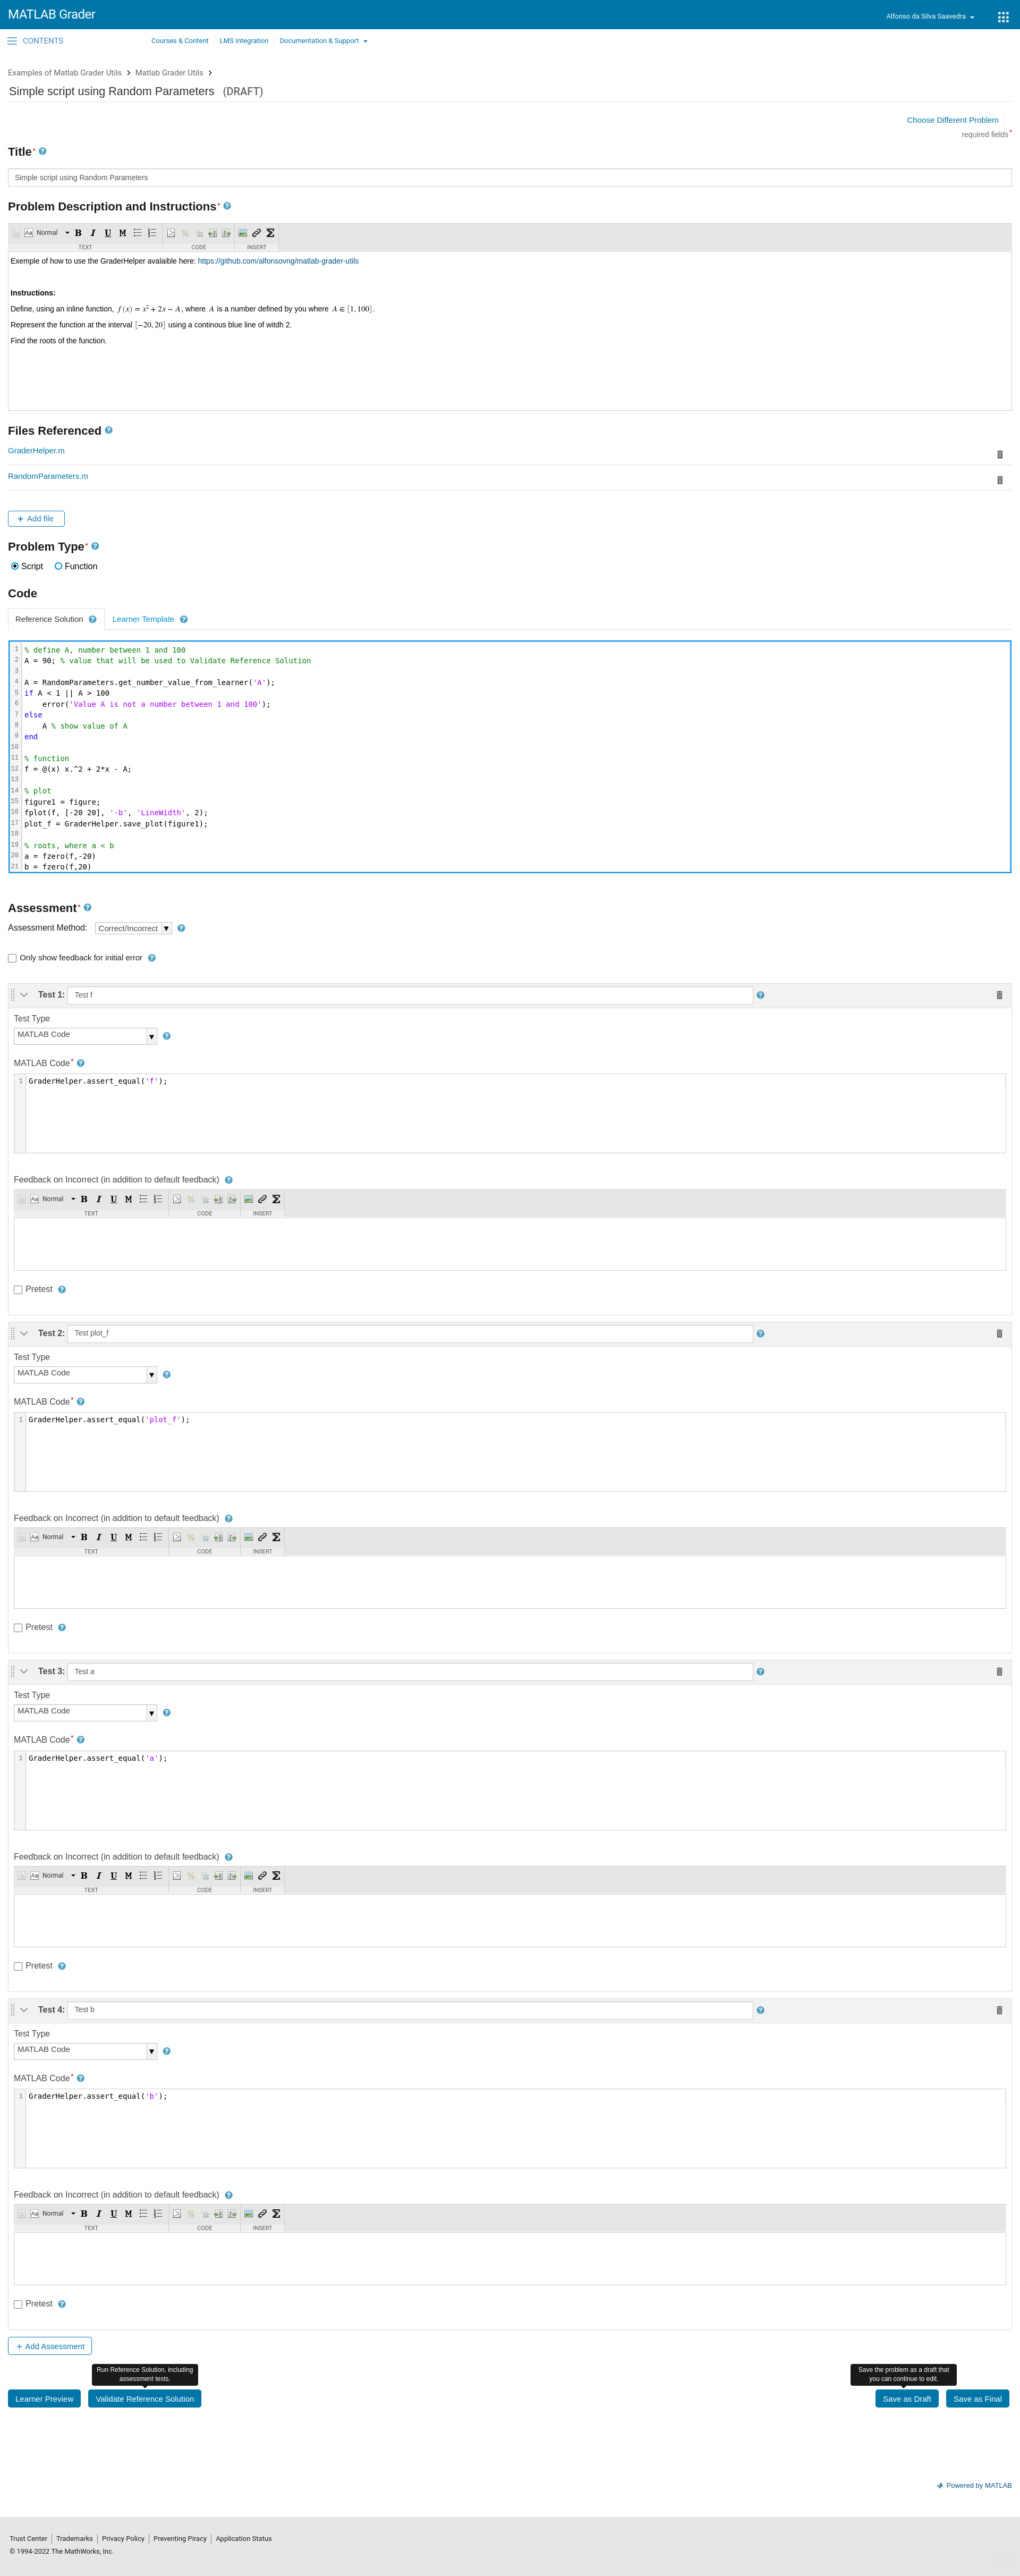 MATLAB Grader
Alfonso da Silva Saavedra
CONTENTS
Courses & Content
LMS Integration
Documentation & Support
Examples of Matlab Grader Utils
Matlab Grader Utils
Simple script using Random Parameters (DRAFT)
Choose Different Problem
required fields*
Title*
Simple script using Random Parameters
Problem Description and Instructions*
Normal B I U M
TEXT CODE INSERT
Exemple of how to use the GraderHelper avalaible here: https://github.com/alfonsovng/matlab-grader-utils
Instructions:
Define, using an inline function, f(x) = x² + 2x − A, where A is a number defined by you where A ∈ [1, 100].
Represent the function at the interval [−20, 20] using a continous blue line of witdh 2.
Find the roots of the function.
Files Referenced
GraderHelper.m
RandomParameters.m
+ Add file
Problem Type*
Script Function
Code
Reference Solution Learner Template
1 % define A, number between 1 and 100
2 A = 90; % value that will be used to Validate Reference Solution
3
4 A = RandomParameters.get_number_value_from_learner('A');
5 if A < 1 || A > 100
6     error('Value A is not a number between 1 and 100');
7 else
8     A % show value of A
9 end
10
11 % function
12 f = @(x) x.^2 + 2*x - A;
13
14 % plot
15 figure1 = figure;
16 fplot(f, [-20 20], '-b', 'LineWidth', 2);
17 plot_f = GraderHelper.save_plot(figure1);
18
19 % roots, where a < b
20 a = fzero(f,-20)
21 b = fzero(f,20)
Assessment*
Assessment Method: Correct/Incorrect
Only show feedback for initial error
Test 1: Test f
Test Type
MATLAB Code
MATLAB Code*
1 GraderHelper.assert_equal('f');
Feedback on Incorrect (in addition to default feedback)
Normal B I U M
TEXT CODE INSERT
Pretest
Test 2: Test plot_f
Test Type
MATLAB Code
MATLAB Code*
1 GraderHelper.assert_equal('plot_f');
Feedback on Incorrect (in addition to default feedback)
Normal B I U M
TEXT CODE INSERT
Pretest
Test 3: Test a
Test Type
MATLAB Code
MATLAB Code*
1 GraderHelper.assert_equal('a');
Feedback on Incorrect (in addition to default feedback)
Normal B I U M
TEXT CODE INSERT
Pretest
Test 4: Test b
Test Type
MATLAB Code
MATLAB Code*
1 GraderHelper.assert_equal('b');
Feedback on Incorrect (in addition to default feedback)
Normal B I U M
TEXT CODE INSERT
Pretest
+ Add Assessment
Run Reference Solution, including
assessment tests.
Save the problem as a draft that
you can continue to edit.
Learner Preview Validate Reference Solution Save as Draft Save as Final
Powered by MATLAB
Trust Center Trademarks Privacy Policy Preventing Piracy Application Status
© 1994-2022 The MathWorks, Inc.